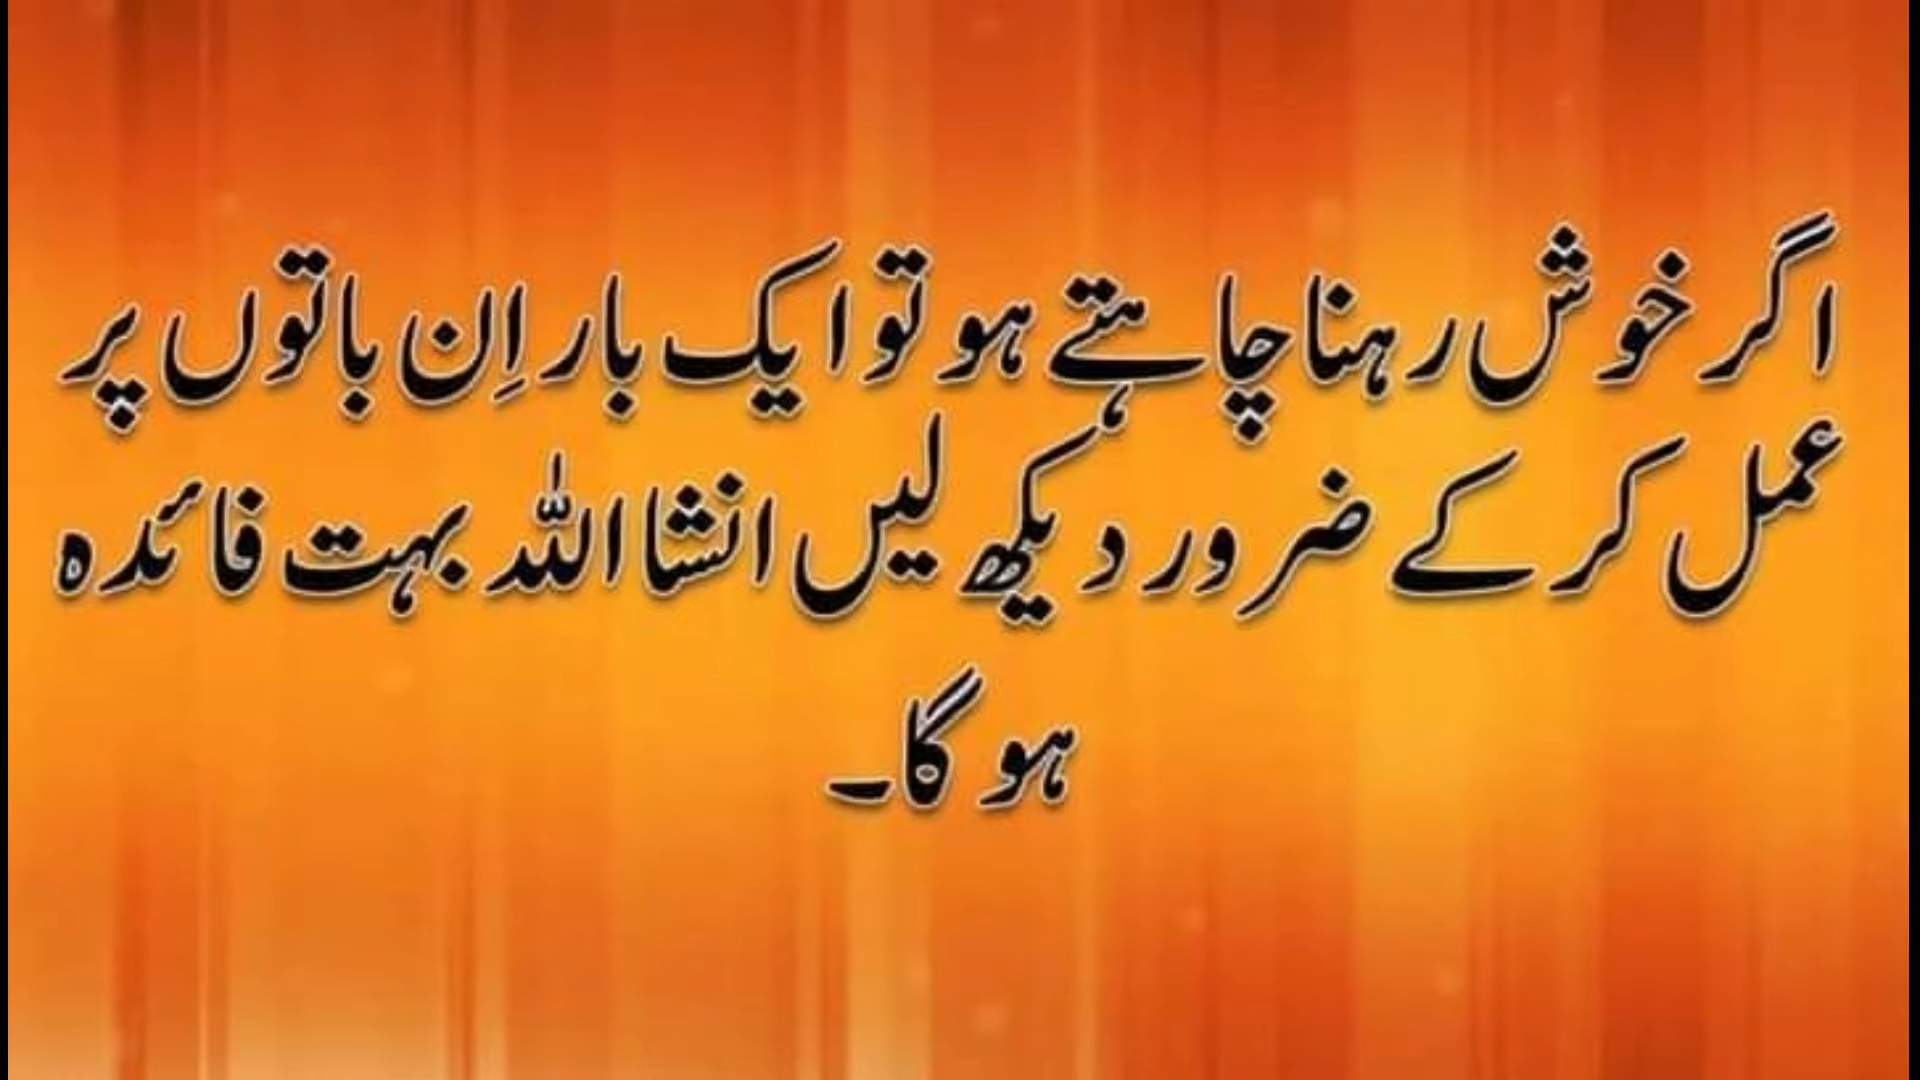 اگر خوش رہنا چاہتے ہو تو ایک بار اِن باتوں پر
عمل کر کے ضرور دیکھ لیں انشا اللہ بہت فائدہ
ہو گا۔